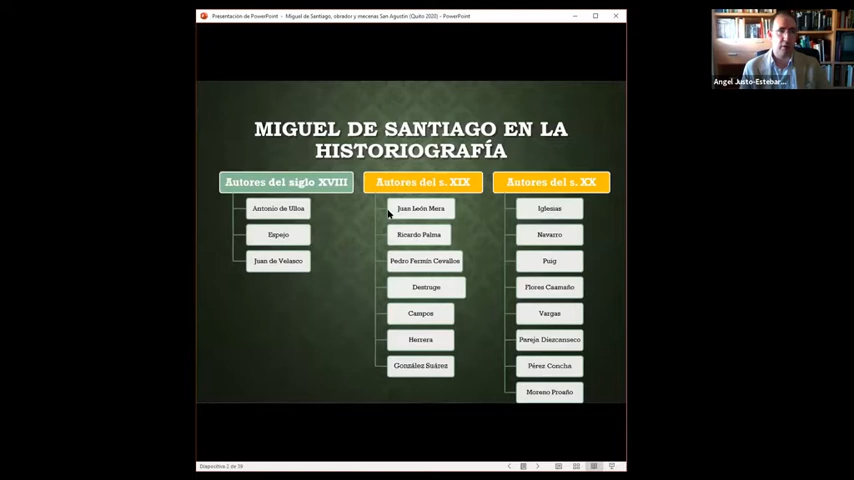 Presentación de PowerPoint - Miguel de Santiago, obrador y mecenas San Agustín (Quito 2020) - PowerPoint
Angel Justo-Estebar...
MIGUEL DE SANTIAGO EN LA
HISTORIOGRAFÍA
Autores del siglo XVIII
Antonio de Ulloa
Espejo
Juan de Velasco
Autores del s. XIX
Juan León Mera
Ricardo Palma
Pedro Fermín Cevallos
Destruge
Campos
Herrera
González Suárez
Autores del s. XX
Iglesias
Navarro
Puig
Flores Caamaño
Vargas
Pareja Diezcanseco
Pérez Concha
Moreno Proaño
Diapositiva 2 de 19